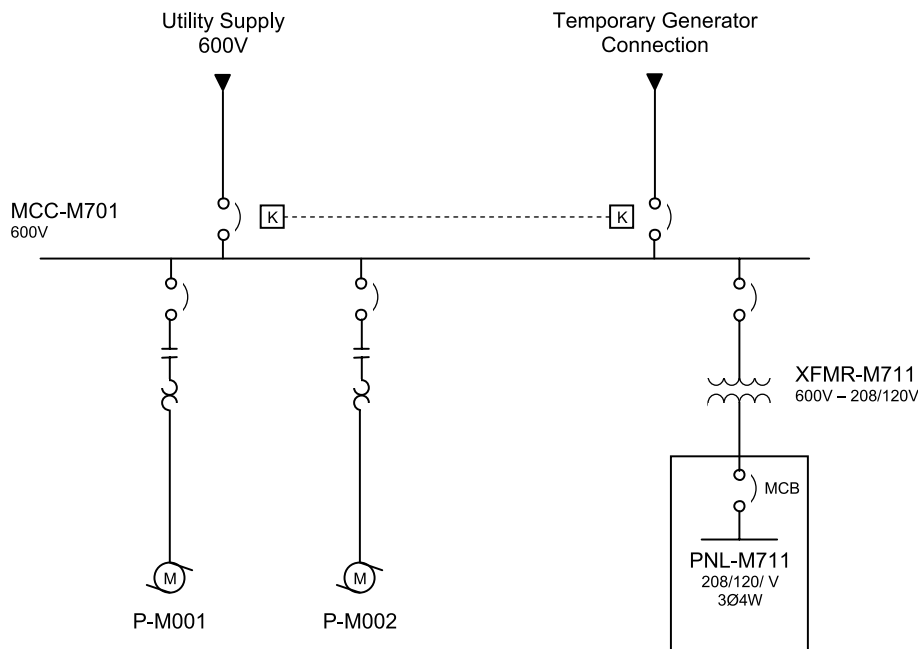 Utility Supply
600V
Temporary Generator
Connection
MCC-M701
600V
K
K
XFMR-M711
600V – 208/120V
MCB
PNL-M711
208/120/ V
3Ø4W
M
M
P-M001
P-M002